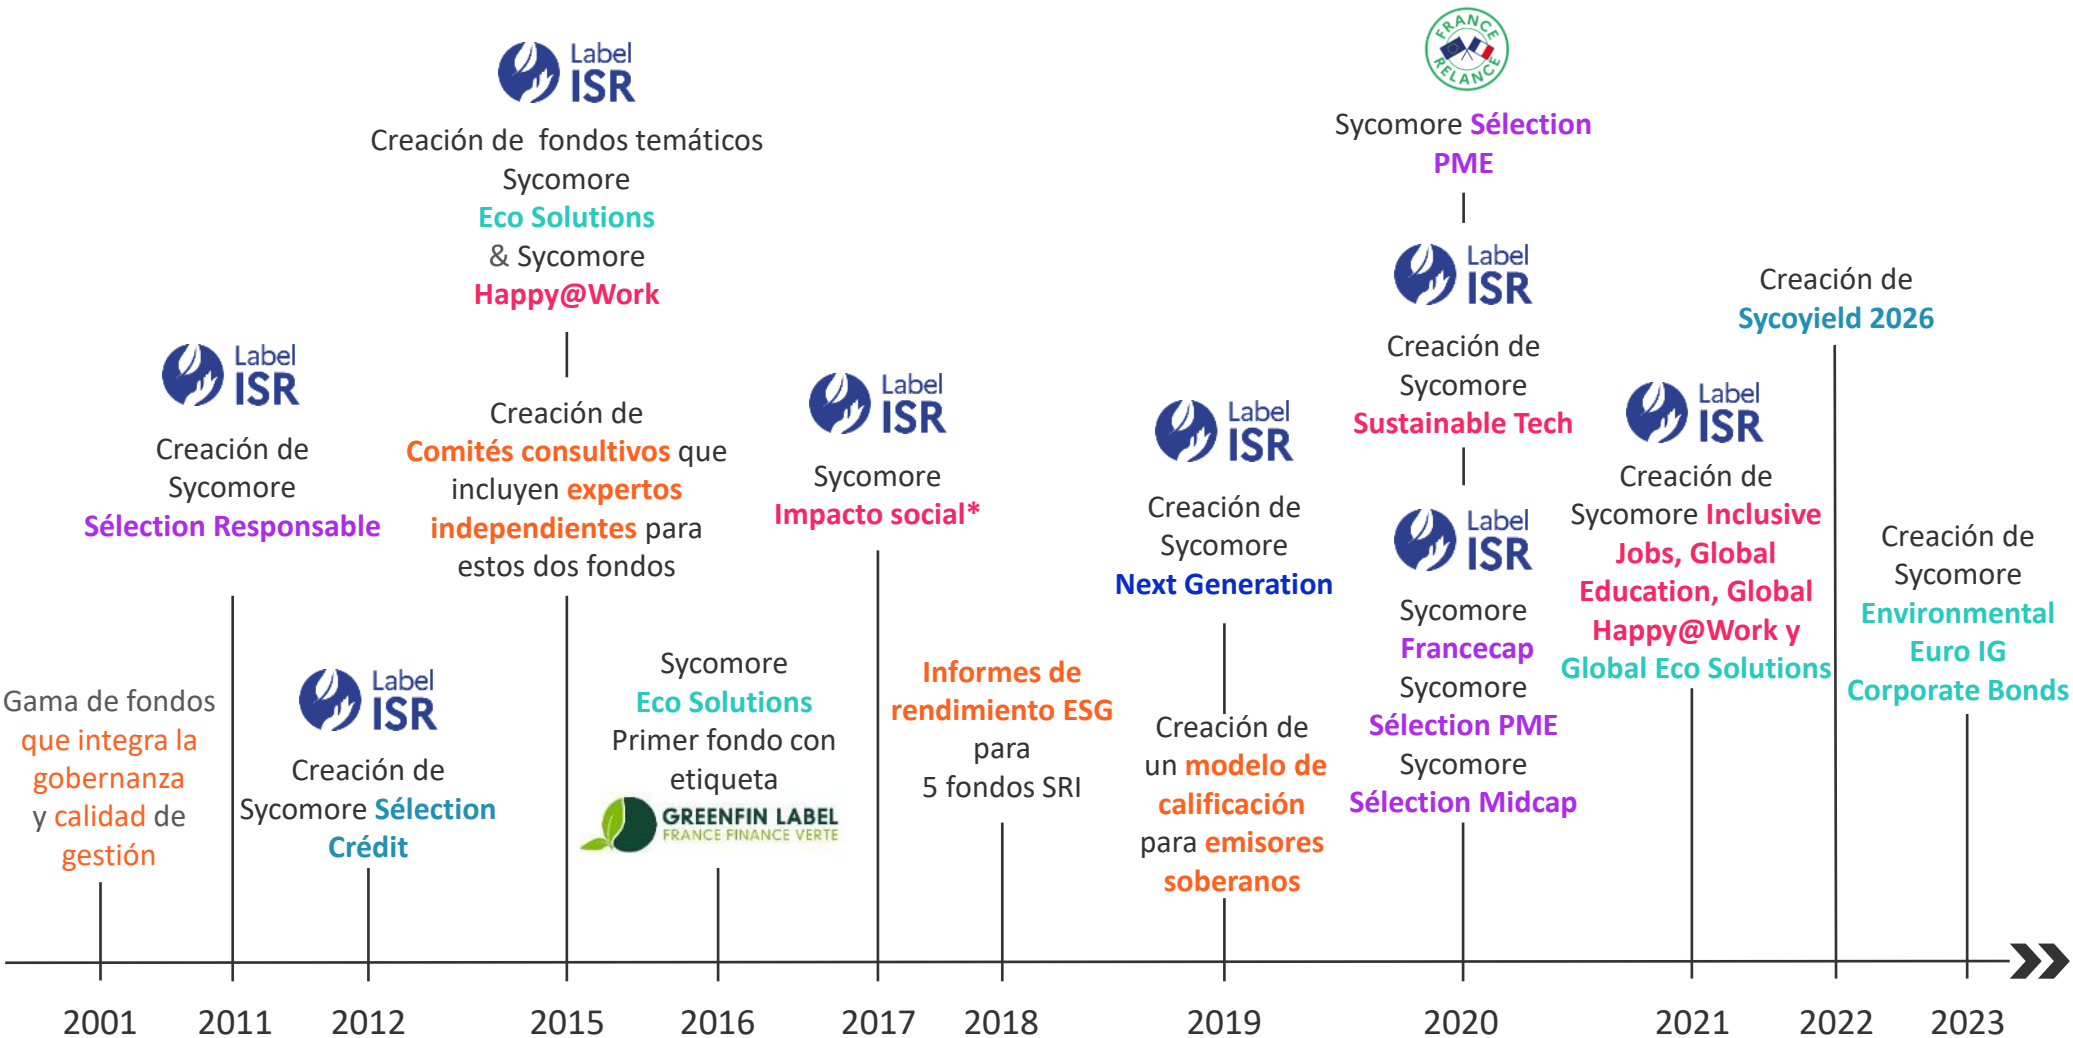 Gama de fondos
que integra la
gobernanza
y calidad de
gestión
2001
Label
ISR
Creación de
Sycomore
Sélection Responsable
2011
Label
ISR
Creación de
Sycomore Sélection
Crédit
2012
Label
ISR
Creación de fondos temáticos
Sycomore
Eco Solutions
& Sycomore
Happy@Work
Creación de
Comités consultivos que
incluyen expertos
independientes para
estos dos fondos
2015
Sycomore
Eco Solutions
Primer fondo con
etiqueta
GREENFIN LABEL
FRANCE FINANCE VERTE
2016
Label
ISR
Sycomore
Impacto social*
2017
Informes de
rendimiento ESG
para
5 fondos SRI
2018
Label
ISR
Creación de
Sycomore
Next Generation
Creación de
un modelo de
calificación
para emisores
soberanos
2019
FRANCE
RELANCE
Sycomore Sélection
PME
Label
ISR
Creación de
Sycomore
Sustainable Tech
Label
ISR
Sycomore
Francecap
Sycomore
Sélection PME
Sycomore
Sélection Midcap
2020
Label
ISR
Creación de
Sycomore Inclusive
Jobs, Global
Education, Global
Happy@Work y
Global Eco Solutions
2021
Creación de
Sycoyield 2026
2022
Creación de
Sycomore
Environmental
Euro IG
Corporate Bonds
2023